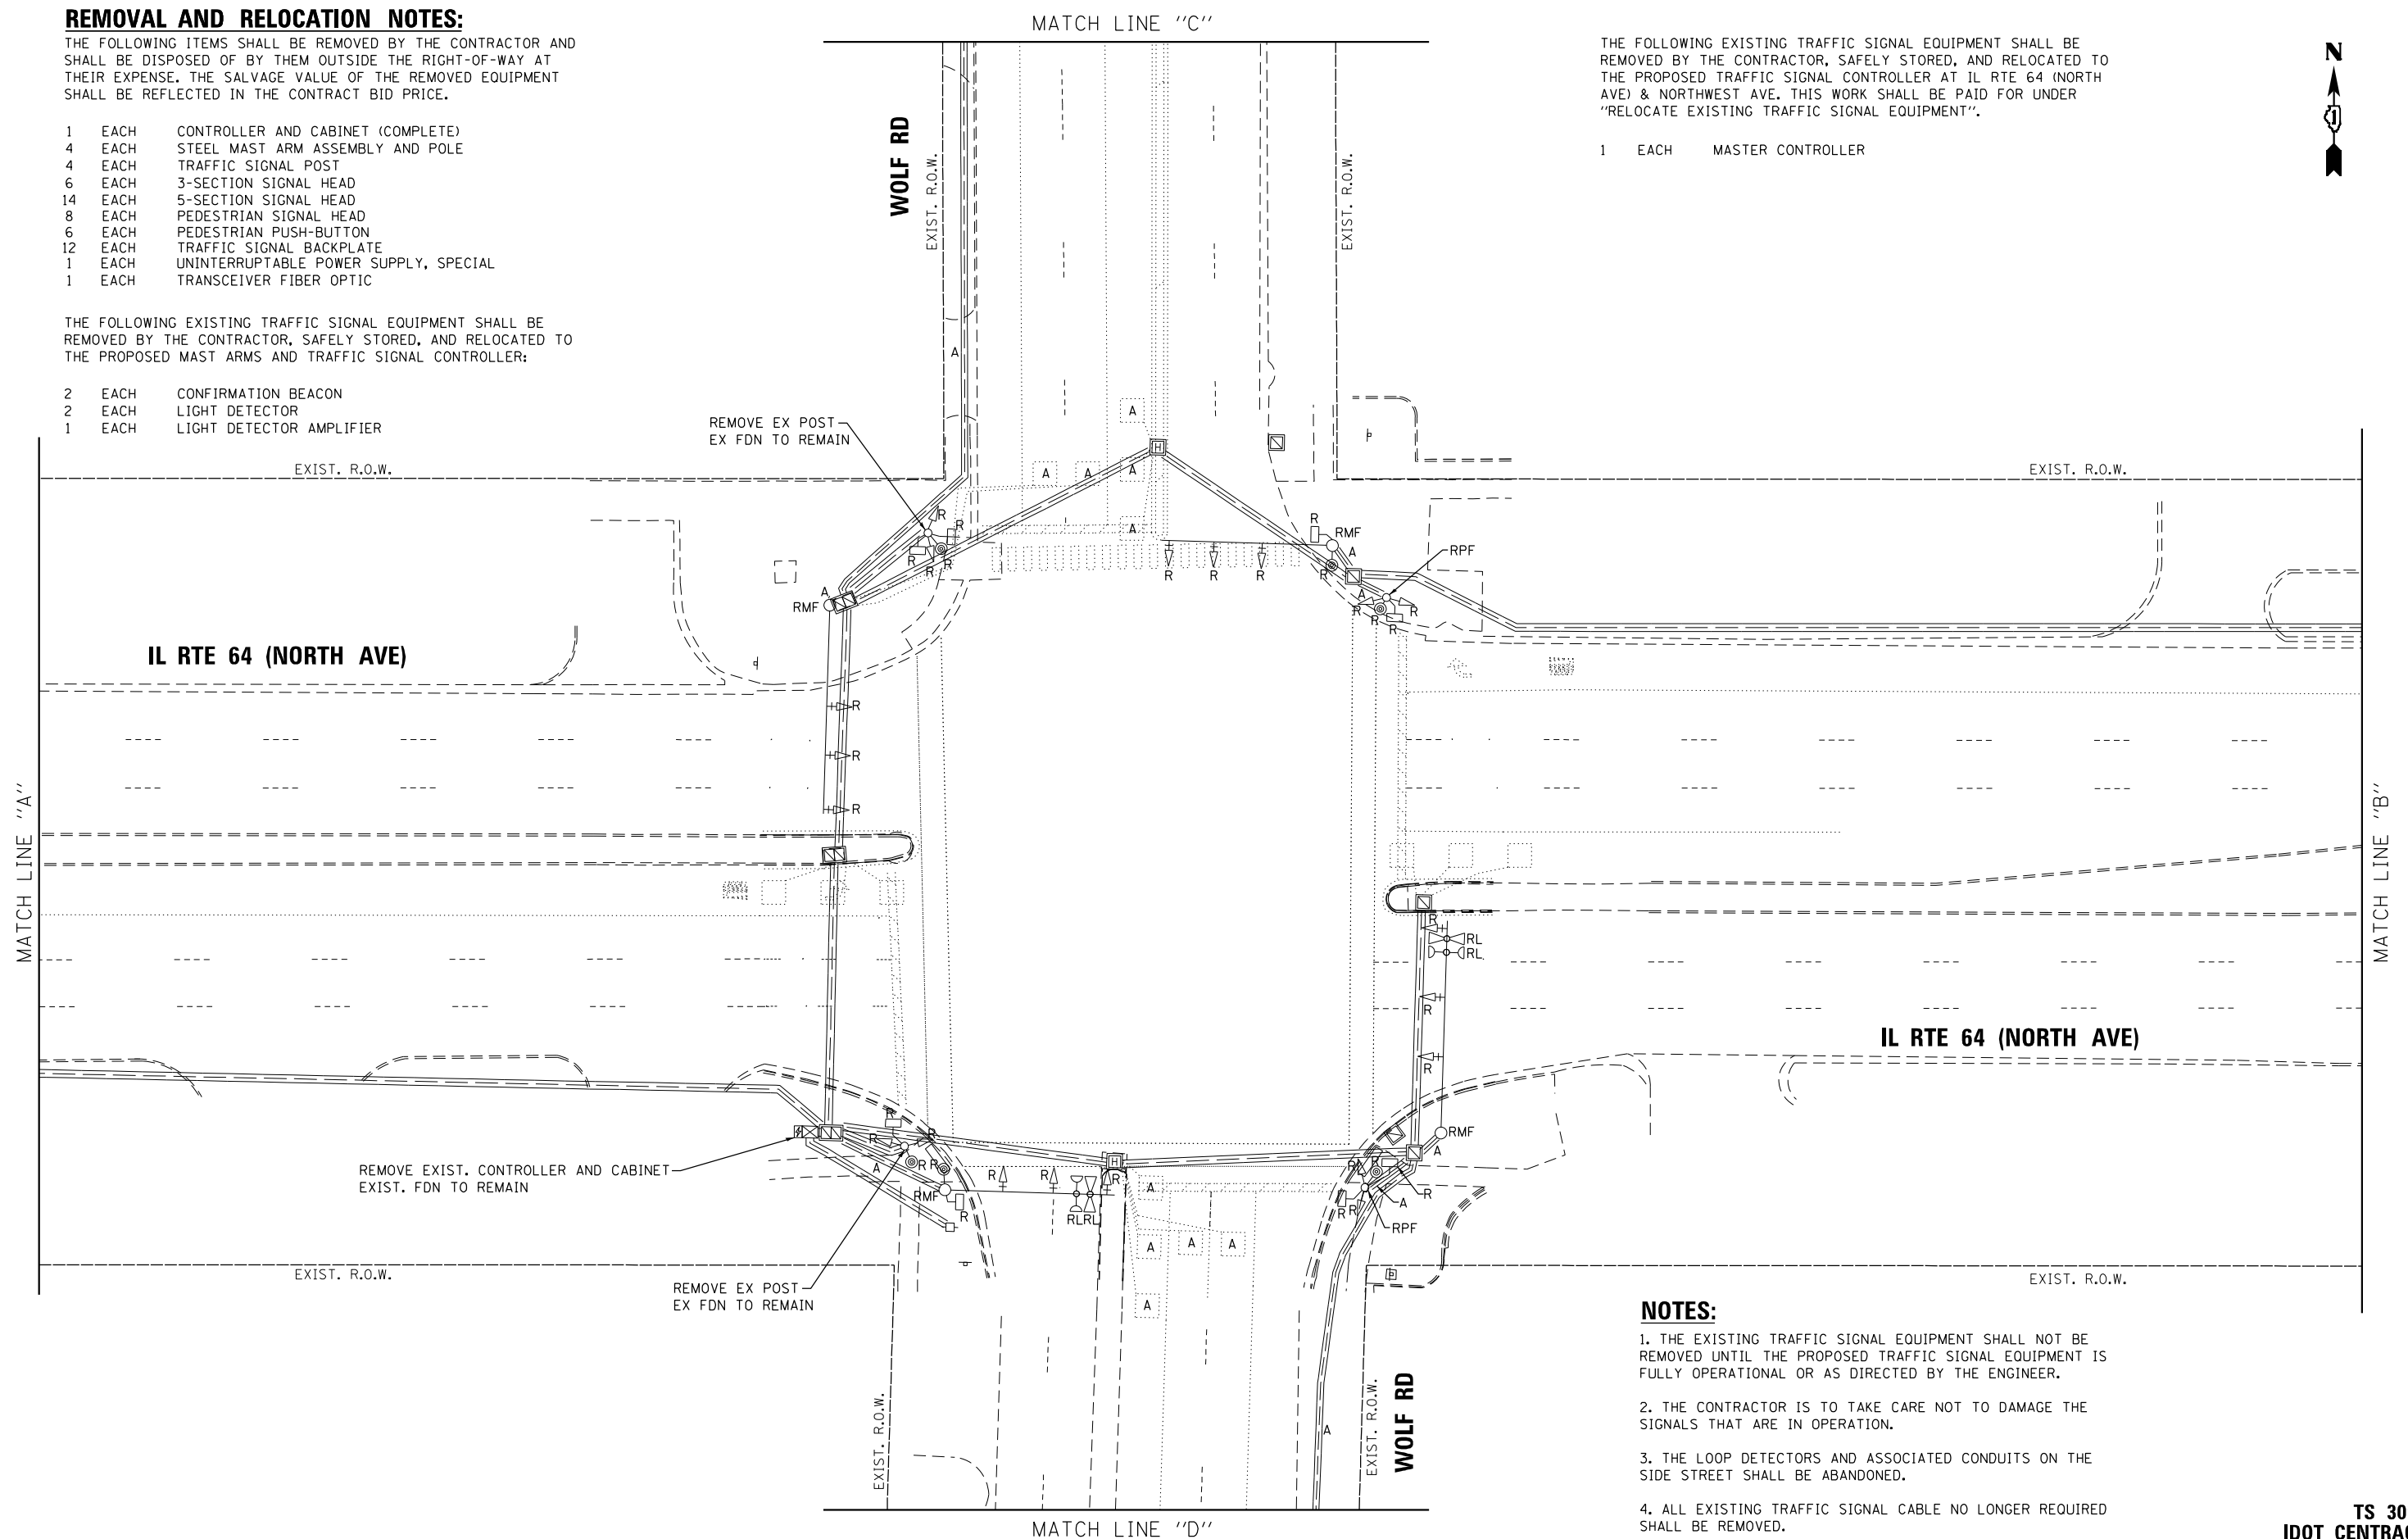 REMOVAL AND RELOCATION NOTES:
THE FOLLOWING ITEMS SHALL BE REMOVED BY THE CONTRACTOR AND
SHALL BE DISPOSED OF BY THEM OUTSIDE THE RIGHT-OF-WAY AT
THEIR EXPENSE. THE SALVAGE VALUE OF THE REMOVED EQUIPMENT
SHALL BE REFLECTED IN THE CONTRACT BID PRICE.
1 EACH CONTROLLER AND CABINET (COMPLETE)
4 EACH STEEL MAST ARM ASSEMBLY AND POLE
4 EACH TRAFFIC SIGNAL POST
6 EACH 3-SECTION SIGNAL HEAD
14 EACH 5-SECTION SIGNAL HEAD
8 EACH PEDESTRIAN SIGNAL HEAD
6 EACH PEDESTRIAN PUSH-BUTTON
12 EACH TRAFFIC SIGNAL BACKPLATE
1 EACH UNINTERRUPTABLE POWER SUPPLY, SPECIAL
1 EACH TRANSCEIVER FIBER OPTIC
THE FOLLOWING EXISTING TRAFFIC SIGNAL EQUIPMENT SHALL BE
REMOVED BY THE CONTRACTOR, SAFELY STORED, AND RELOCATED TO
THE PROPOSED MAST ARMS AND TRAFFIC SIGNAL CONTROLLER:
2 EACH CONFIRMATION BEACON
2 EACH LIGHT DETECTOR
1 EACH LIGHT DETECTOR AMPLIFIER
MATCH LINE "C"
THE FOLLOWING EXISTING TRAFFIC SIGNAL EQUIPMENT SHALL BE
REMOVED BY THE CONTRACTOR, SAFELY STORED, AND RELOCATED TO
THE PROPOSED TRAFFIC SIGNAL CONTROLLER AT IL RTE 64 (NORTH
AVE) & NORTHWEST AVE. THIS WORK SHALL BE PAID FOR UNDER
"RELOCATE EXISTING TRAFFIC SIGNAL EQUIPMENT".
1 EACH MASTER CONTROLLER
N
1
WOLF RD
EXIST. R.O.W.
EXIST. R.O.W.
A
A
REMOVE EX POST
EX FDN TO REMAIN
EXIST. R.O.W.
EXIST. R.O.W.
H
A
A
A
A
R
R
R
R
R
R
RMF
A
R
R
R
R
RPF
A
R
R
R
R
A
RMF
IL RTE 64 (NORTH AVE)
R
R
R
MATCH LINE "A"
MATCH LINE "B"
R
RL
RL
R
R
IL RTE 64 (NORTH AVE)
RMF
A
R
R
R
R
R
A
RMF
R
REMOVE EXIST. CONTROLLER AND CABINET
EXIST. FDN TO REMAIN
R
R
RLRL
R
H
A
R
R
R
R
R
A
RPF
A
A
A
A
EXIST. R.O.W.
EXIST. R.O.W.
REMOVE EX POST
EX FDN TO REMAIN
EXIST. R.O.W.
A
EXIST. R.O.W.
WOLF RD
MATCH LINE "D"
NOTES:
1. THE EXISTING TRAFFIC SIGNAL EQUIPMENT SHALL NOT BE
REMOVED UNTIL THE PROPOSED TRAFFIC SIGNAL EQUIPMENT IS
FULLY OPERATIONAL OR AS DIRECTED BY THE ENGINEER.
2. THE CONTRACTOR IS TO TAKE CARE NOT TO DAMAGE THE
SIGNALS THAT ARE IN OPERATION.
3. THE LOOP DETECTORS AND ASSOCIATED CONDUITS ON THE
SIDE STREET SHALL BE ABANDONED.
4. ALL EXISTING TRAFFIC SIGNAL CABLE NO LONGER REQUIRED
SHALL BE REMOVED.
TS 30
IDOT